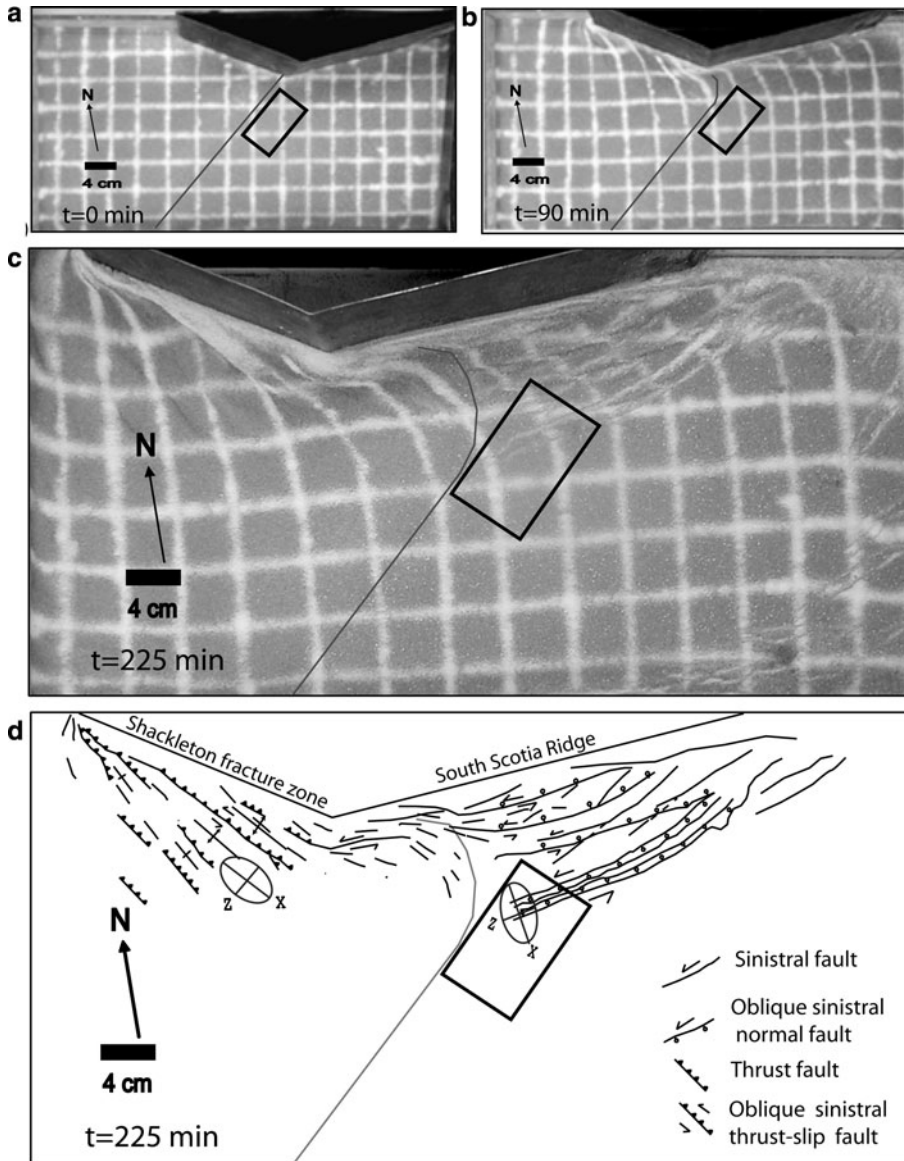 a
N
4 cm
t=0 min
b
N
4 cm
t=90 min
c
N
4 cm
t=225 min
d
Shackleton fracture zone
South Scotia Ridge
Z
X
Z
X
N
4 cm
t=225 min
Sinistral fault
Oblique sinistral
normal fault
Thrust fault
Oblique sinistral
thrust-slip fault